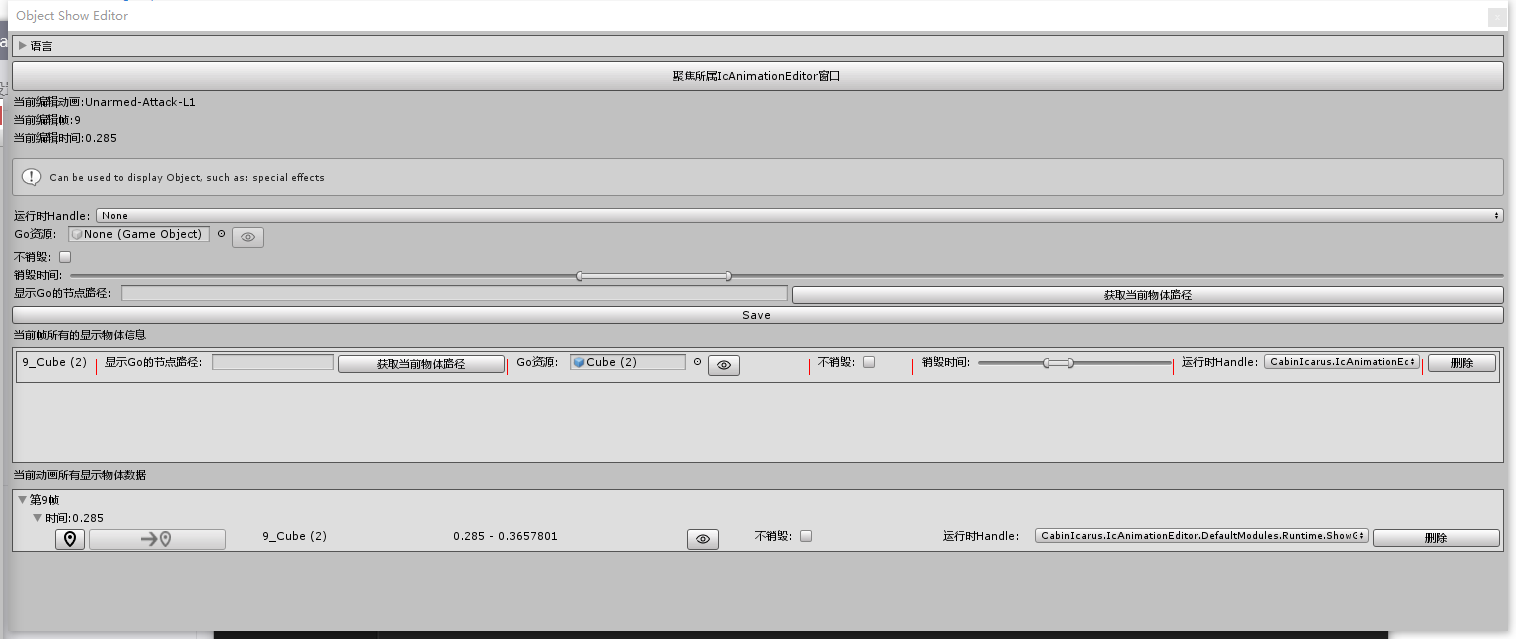 Object Show Editor
语言
聚焦所属IcAnimationEditor窗口
当前编辑动画:Unarmed-Attack-L1
当前编辑帧:9
当前编辑时间:0.285
Can be used to display Object, such as: special effects
运行时Handle: None
Go资源: None (Game Object)
不销毁:
销毁时间:
显示Go的节点路径: 获取当前物体路径
Save
当前帧所有的显示物体信息
9_Cube (2) 显示Go的节点路径: 获取当前物体路径 Go资源: Cube (2) 不销毁: 销毁时间: 运行时Handle: CabinIcarus.IcAnimationEc 删除
当前动画所有显示物体数据
第9帧
时间:0.285
9_Cube (2) 0.285 - 0.3657801 不销毁: 运行时Handle: CabinIcarus.IcAnimationEditor.DefaultModules.Runtime.ShowG 删除